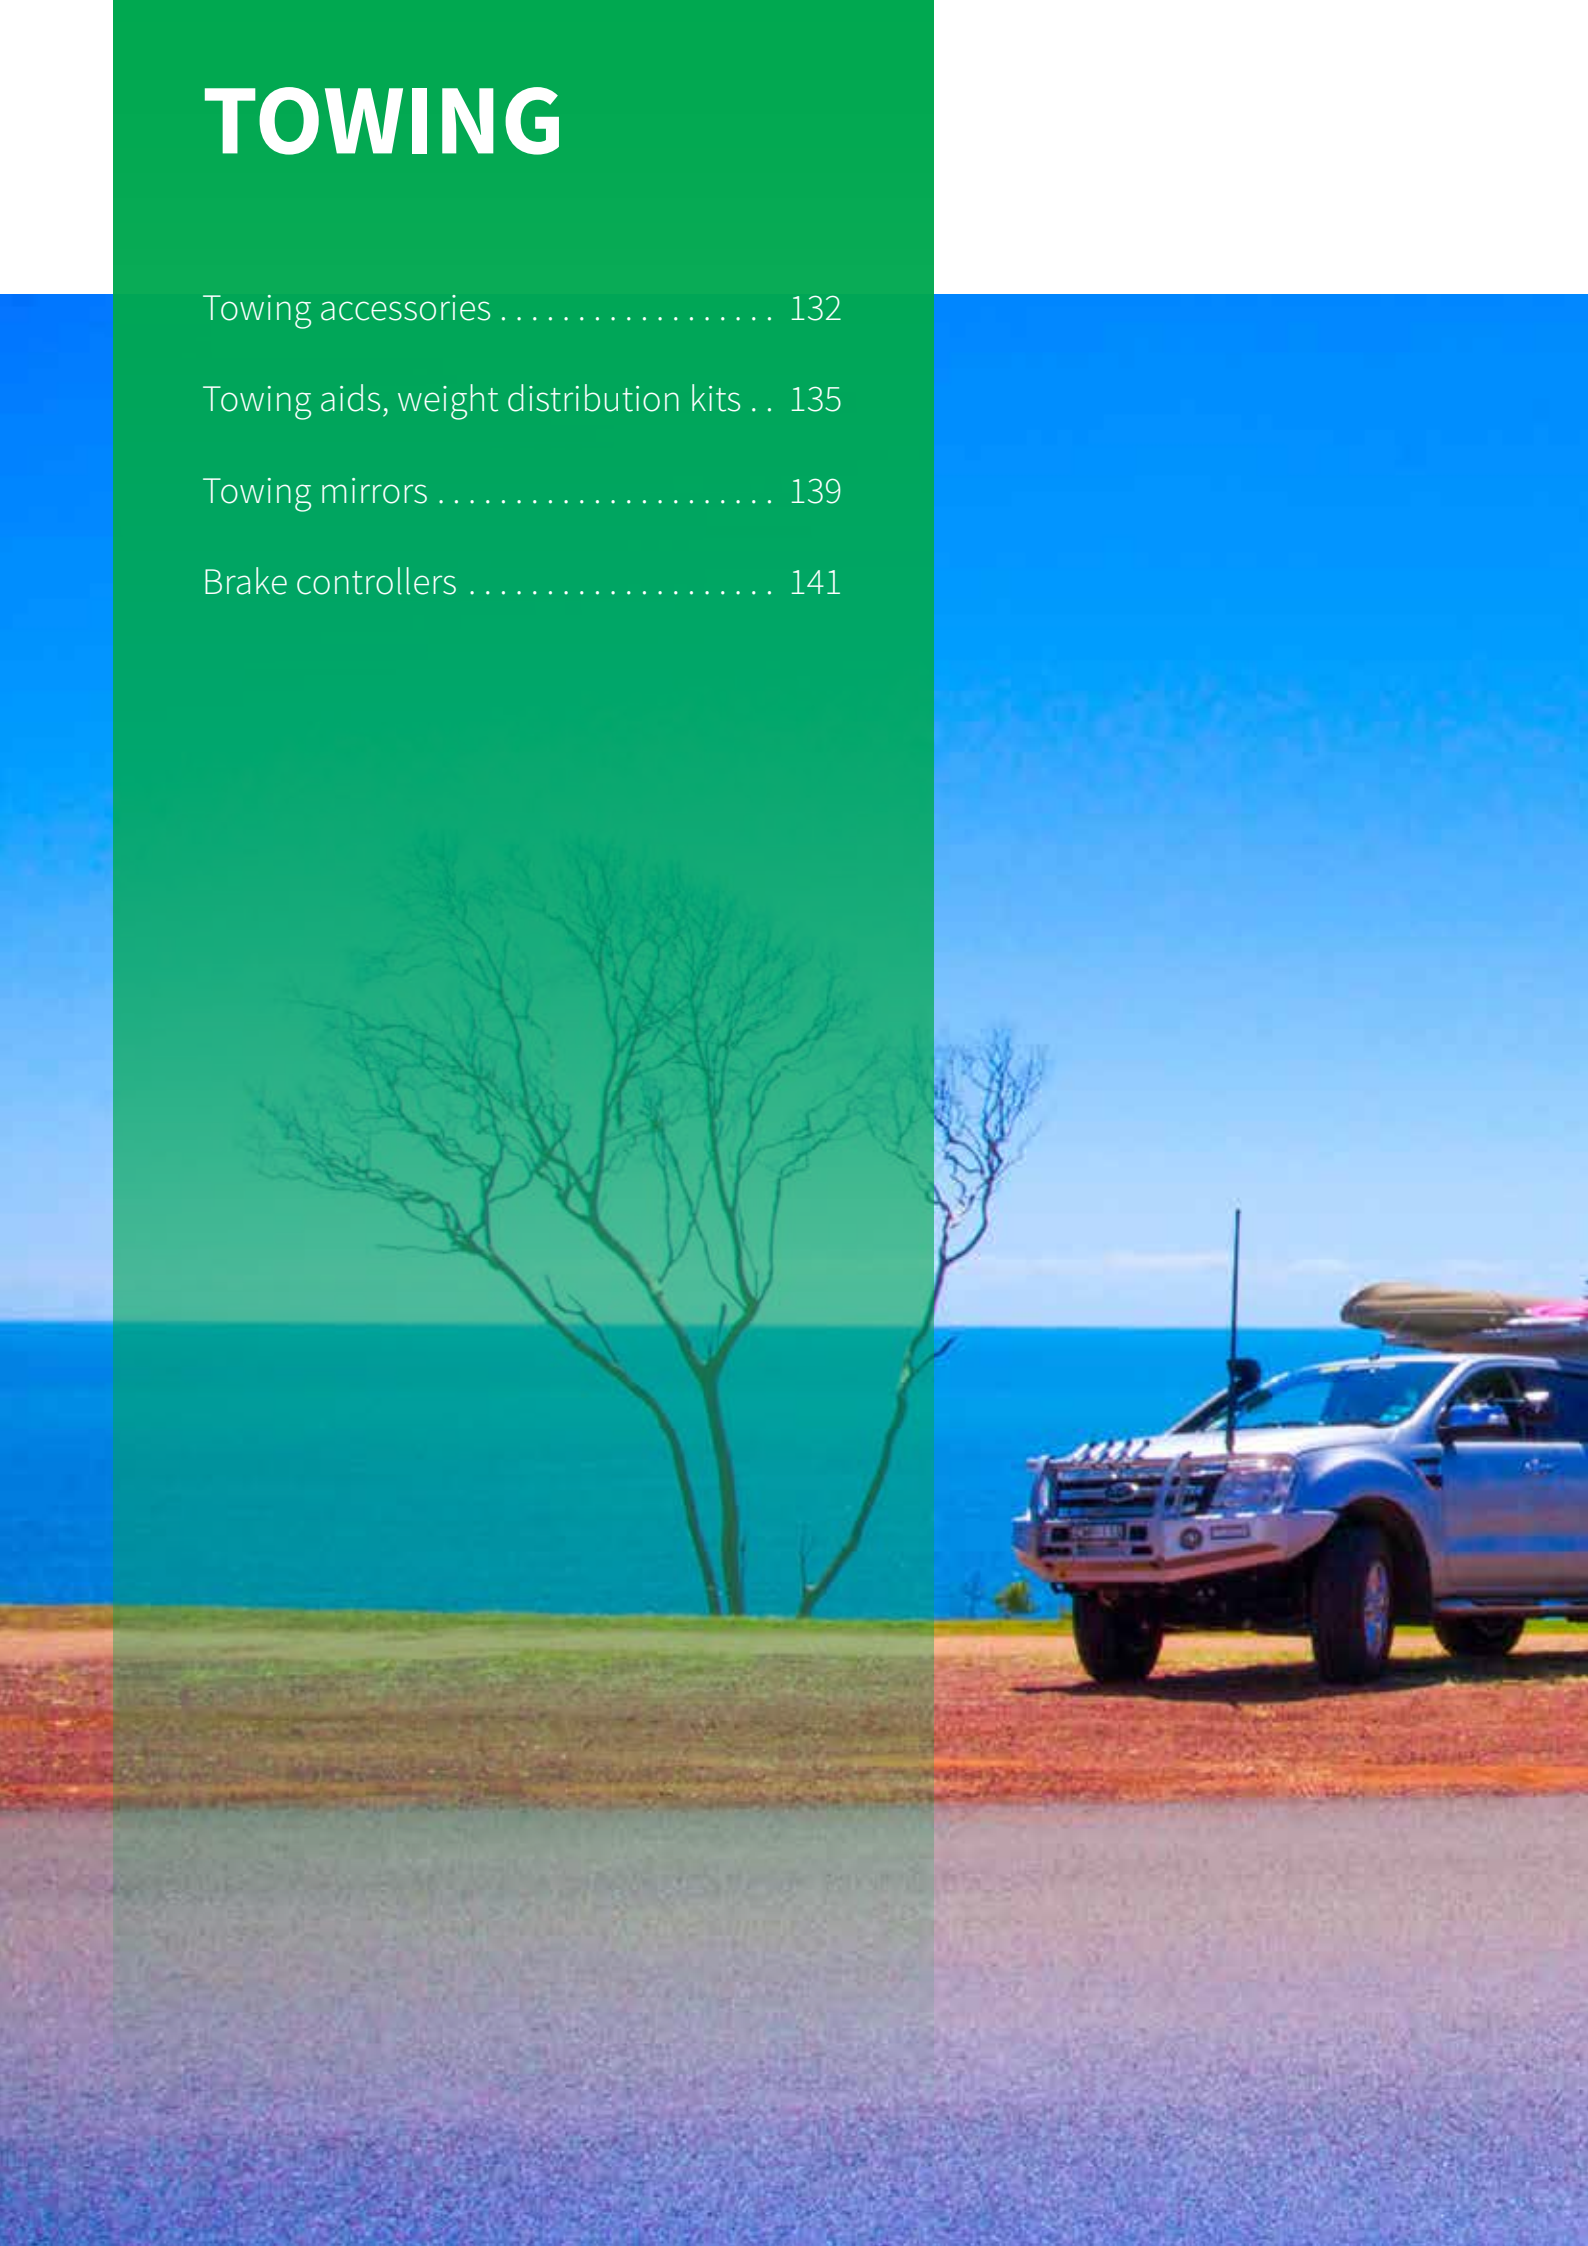 TOWING
Towing accessories . . . . . . . . . . . . . . . . . . 132
Towing aids, weight distribution kits . . 135
Towing mirrors . . . . . . . . . . . . . . . . . . . . . . 139
Brake controllers . . . . . . . . . . . . . . . . . . . . 141